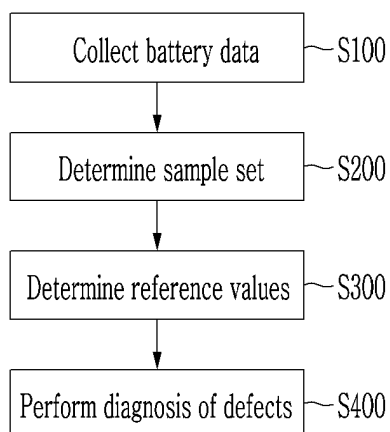 Collect battery data S100
Determine sample set S200
Determine reference values S300
Perform diagnosis of defects S400